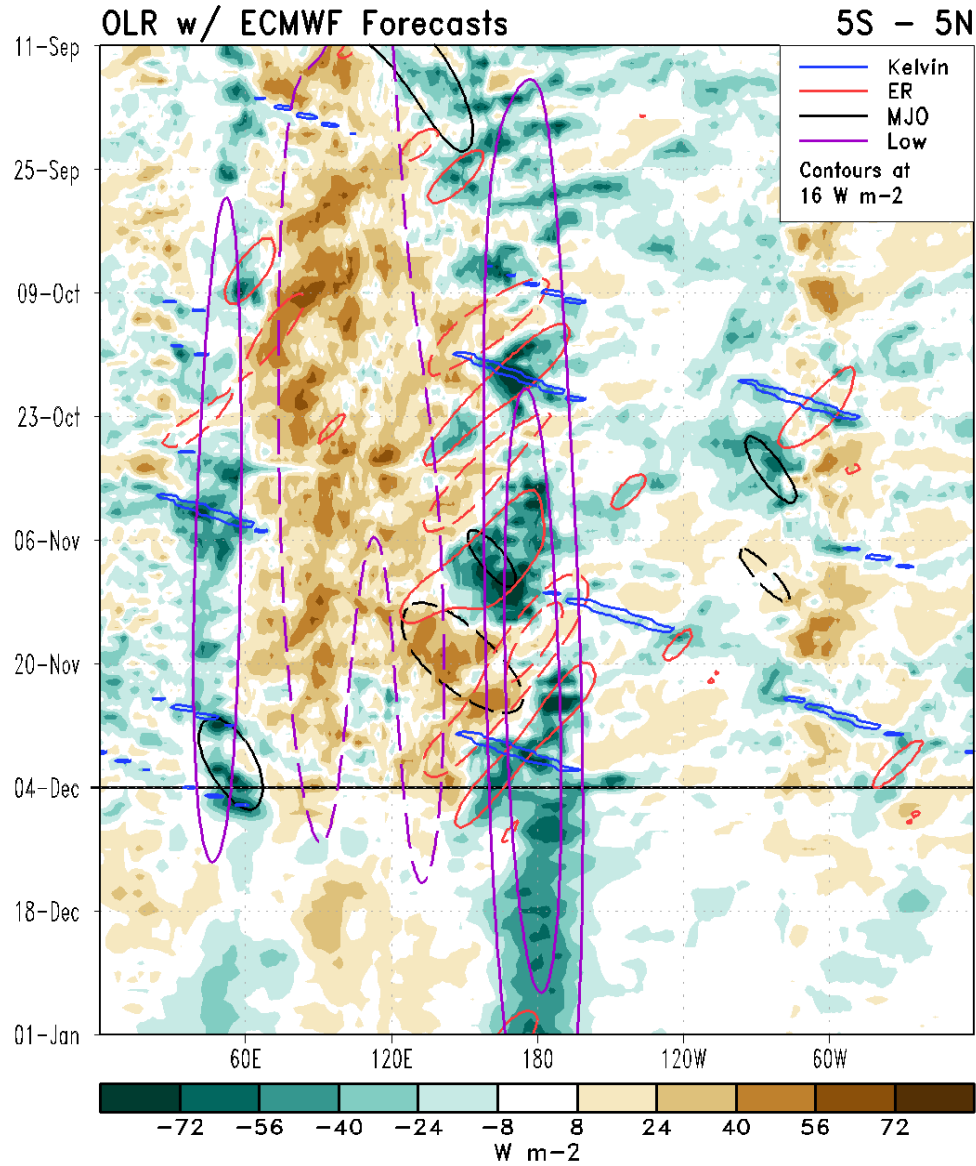 OLR w/ ECMWF Forecasts 5S - 5N
Kelvin
ER
MJO
Low
Contours at
16 W m-2
11-Sep
25-Sep
09-Oct
23-Oct
06-Nov
20-Nov
04-Dec
18-Dec
01-Jan
60E 120E 180 120W 60W
-72 -56 -40 -24 -8 8 24 40 56 72
W m-2